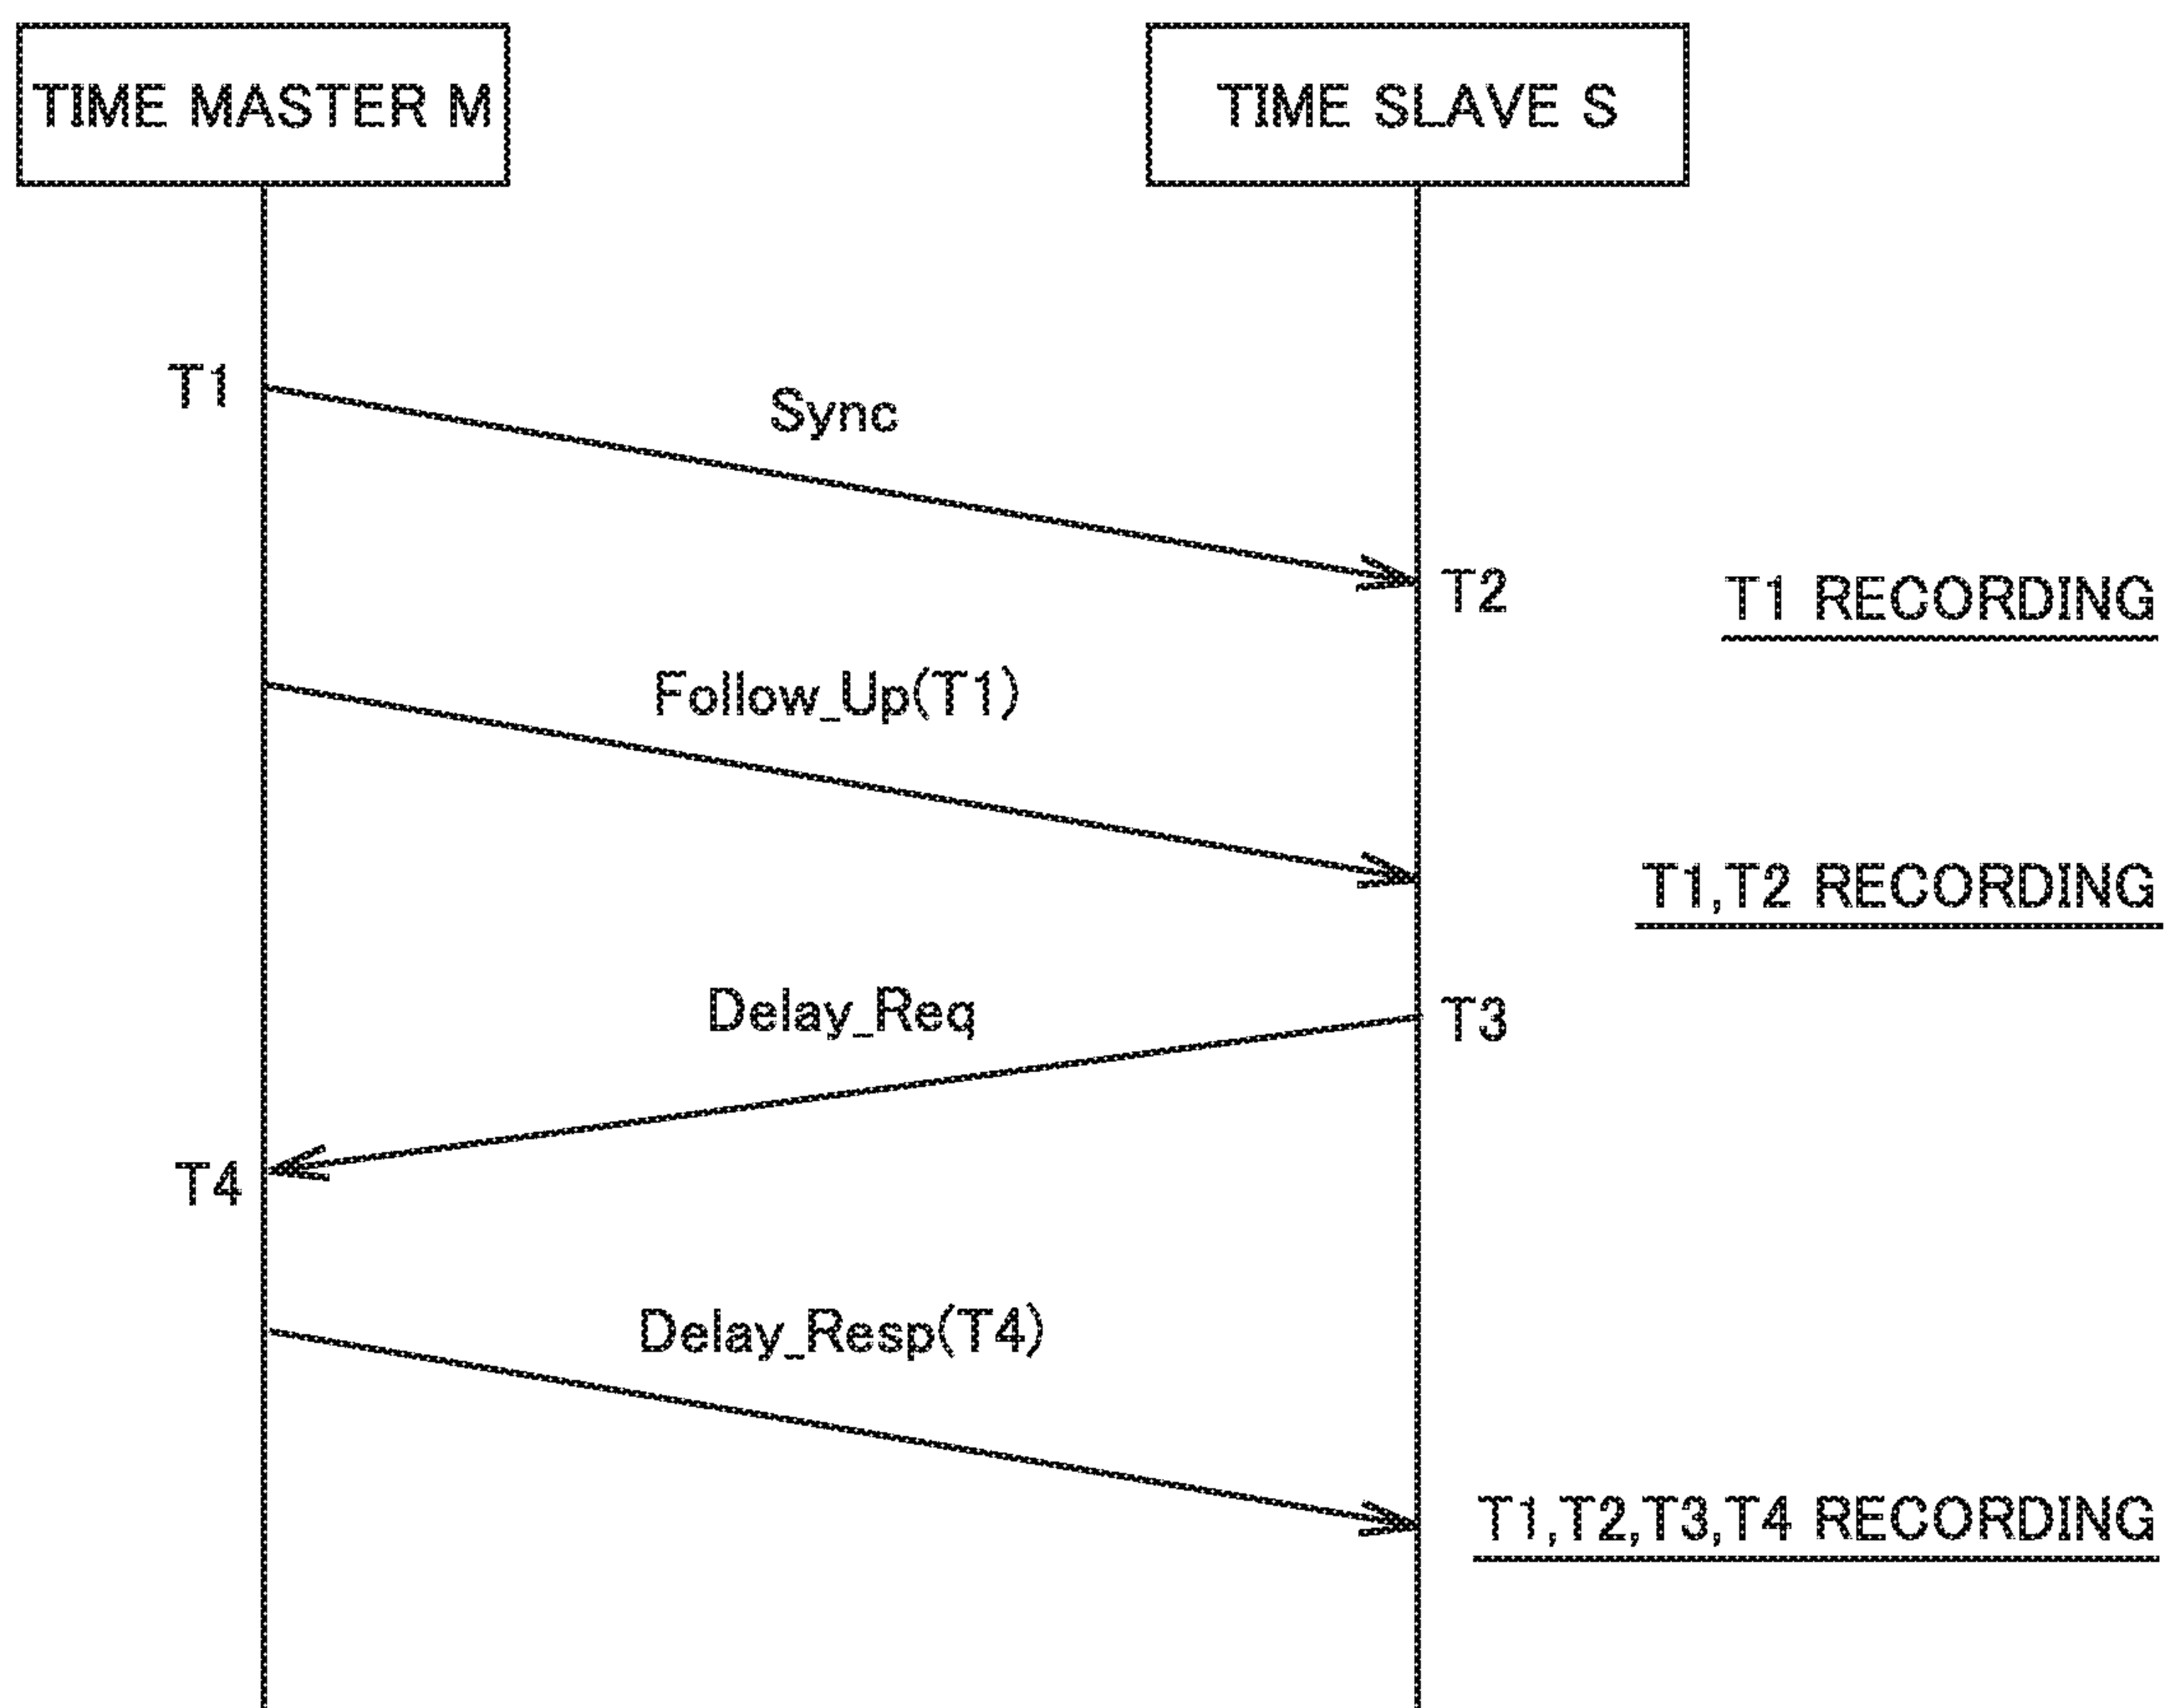 TIME MASTER M
TIME SLAVE S
T1
Sync
T2
T1 RECORDING
Follow_Up(T1)
T1,T2 RECORDING
Delay_Req
T3
T4
Delay_Resp(T4)
T1,T2,T3,T4 RECORDING